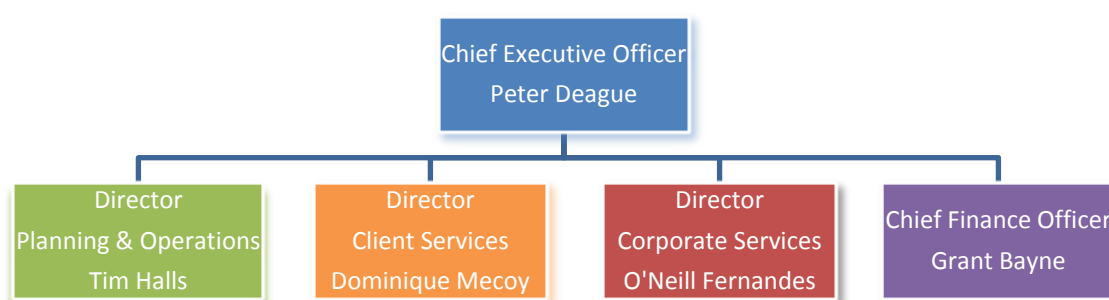 Chief Executive Officer
Peter Deague
Director
Planning & Operations
Tim Halls
Director
Client Services
Dominique Mecoy
Director
Corporate Services
O'Neill Fernandes
Chief Finance Officer
Grant Bayne